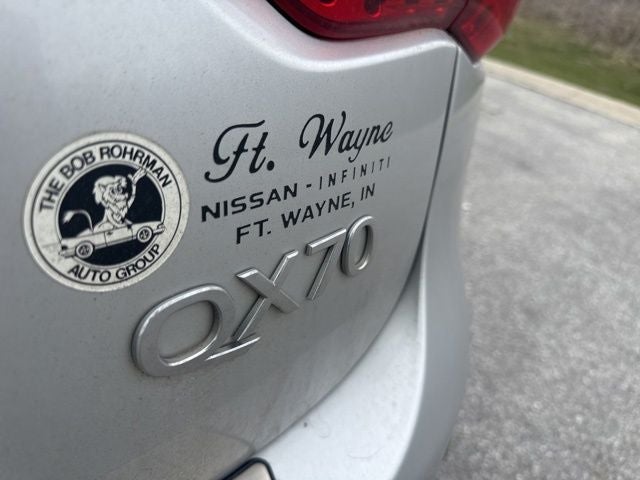 THE BOB ROHRMAN
AUTO GROUP
Ft. Wayne
NISSAN - INFINITI
FT. WAYNE, IN
QX70